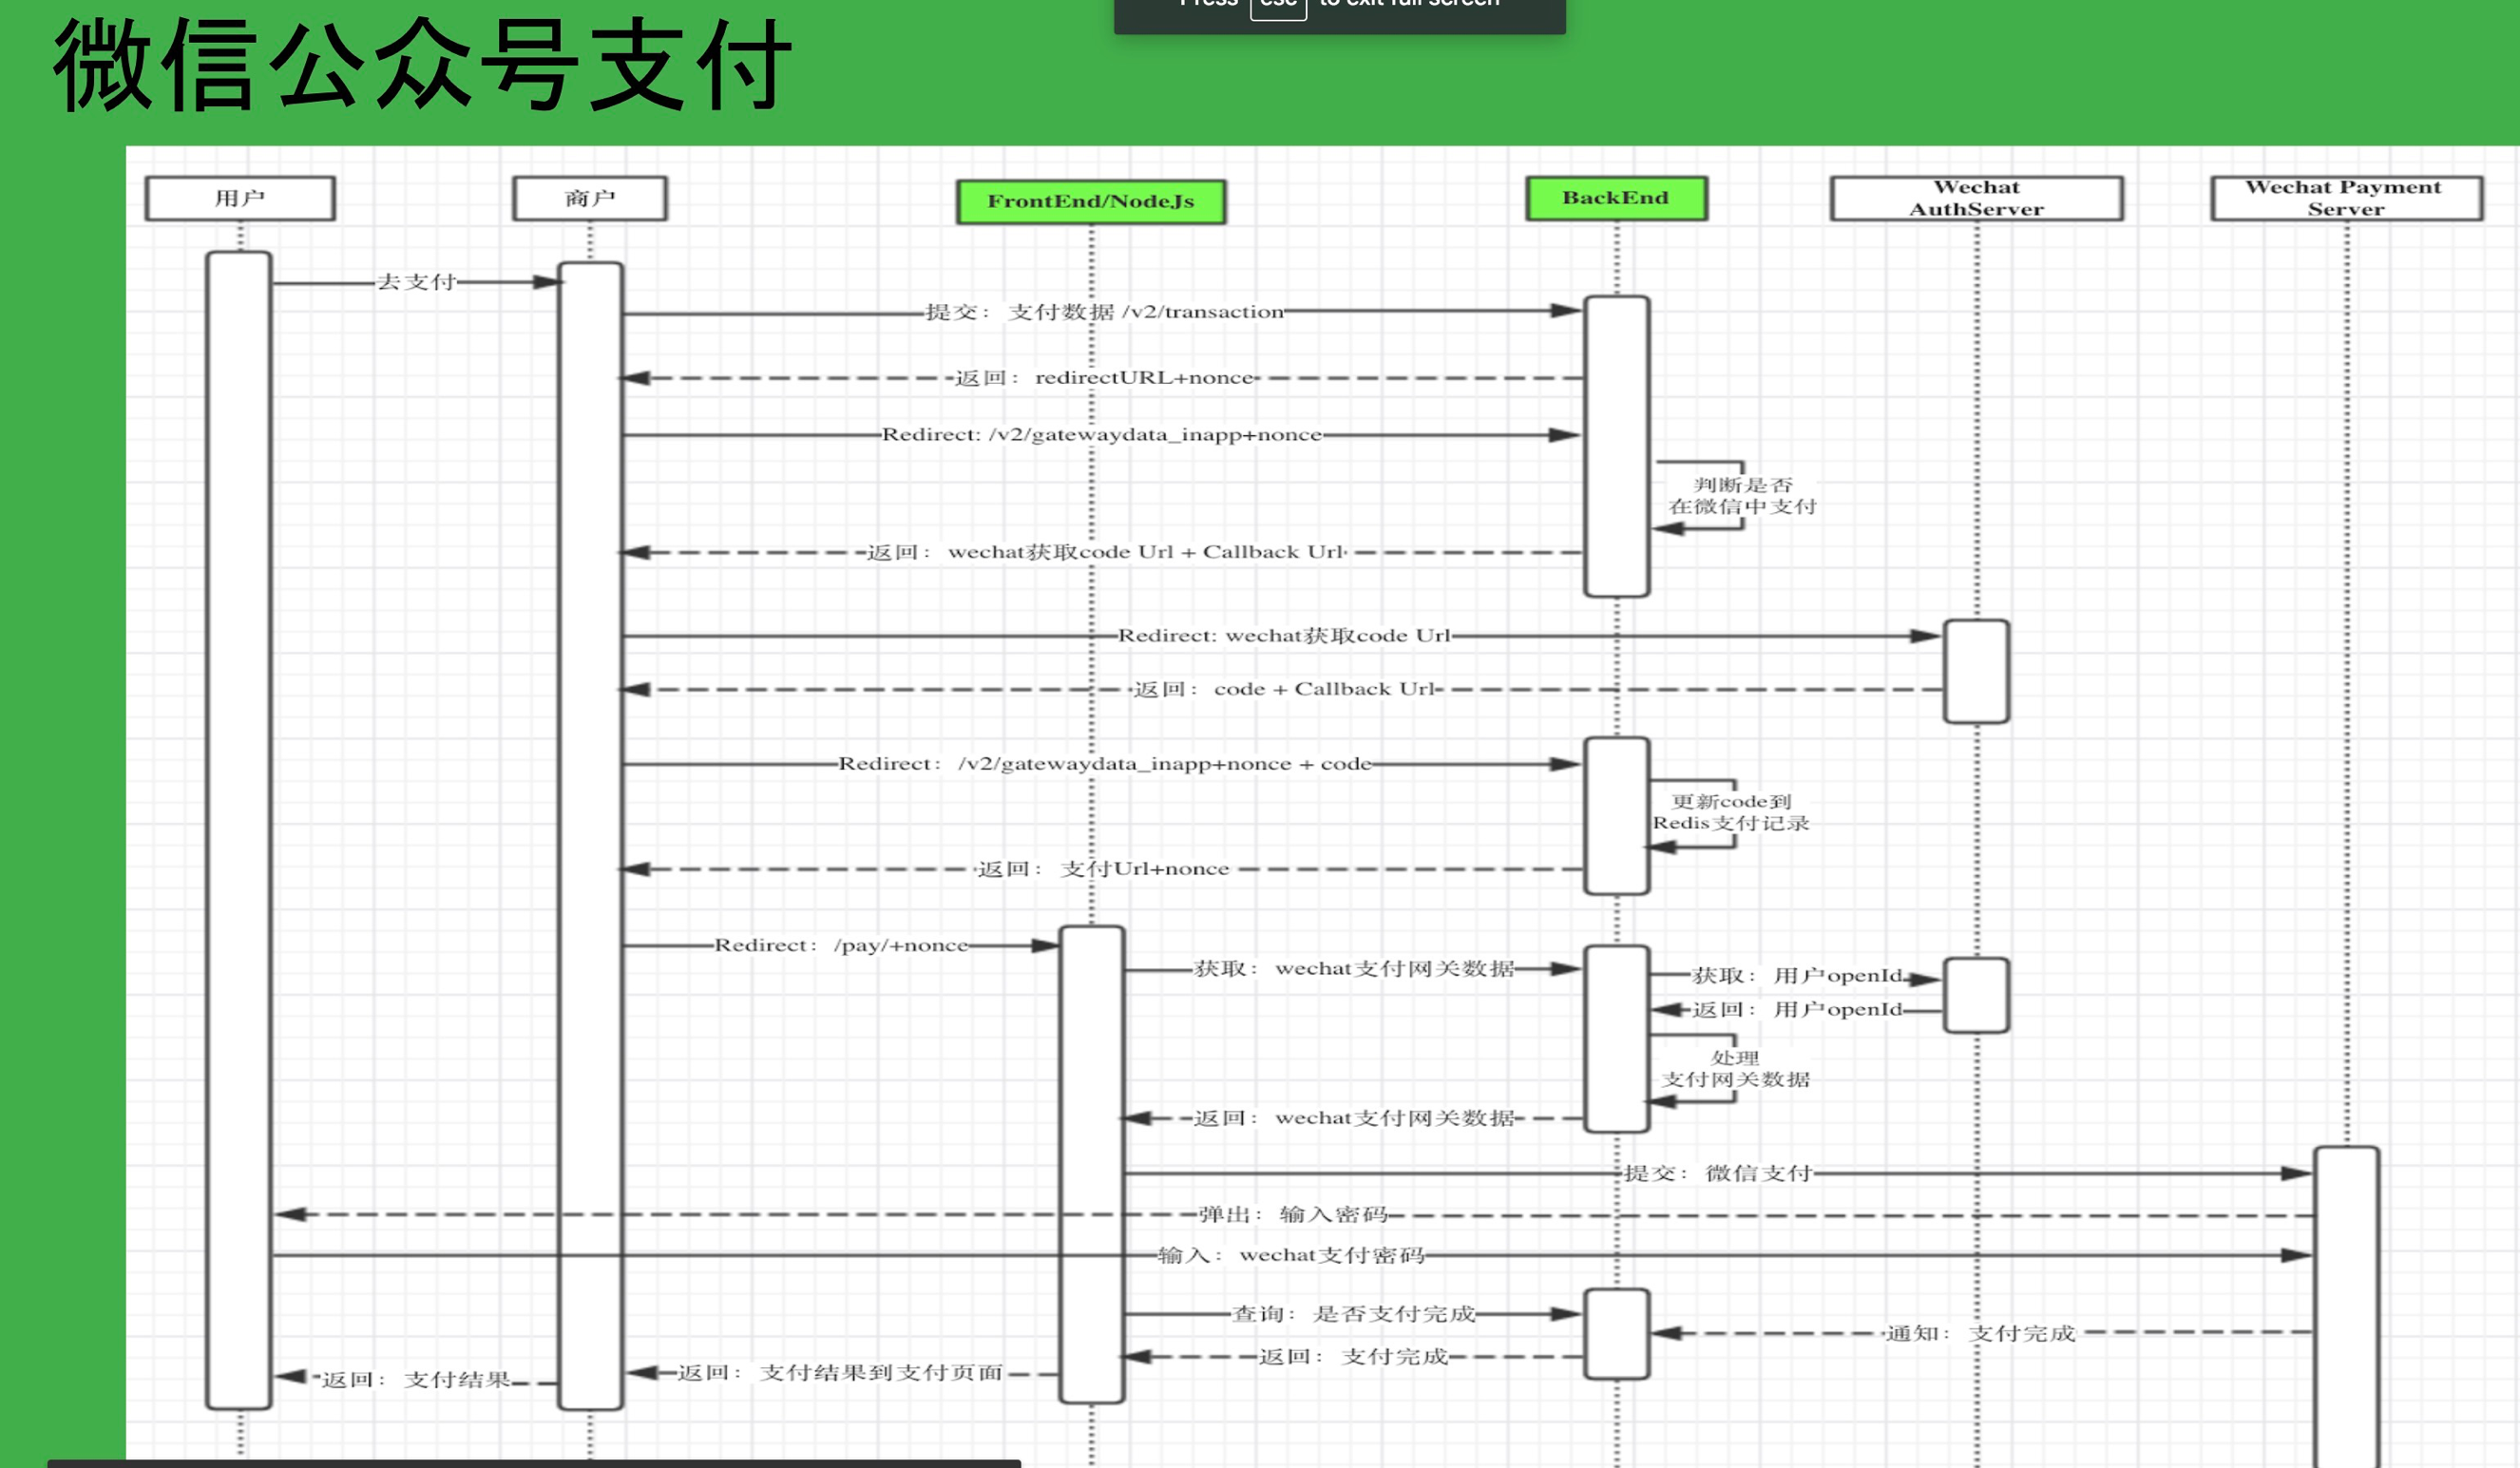 Press esc to exit full screen
微信公众号支付
用户
商户
FrontEnd/NodeJs
BackEnd
Wechat
AuthServer
Wechat Payment
Server
去支付
提交： 支付数据 /v2/transaction
返回： redirectURL+nonce
Redirect: /v2/gatewaydata_inapp+nonce
判断是否
在微信中支付
返回： wechat获取code Url + Callback Url
Redirect: wechat获取code Url
返回： code + Callback Url
Redirect： /v2/gatewaydata_inapp+nonce + code
更新code到
Redis支付记录
返回： 支付Url+nonce
Redirect： /pay/+nonce
获取： wechat支付网关数据
获取： 用户openId
返回： 用户openId
处理
支付网关数据
返回： wechat支付网关数据
提交： 微信支付
弹出： 输入密码
输入： wechat支付密码
查询： 是否支付完成
通知： 支付完成
返回： 支付完成
返回： 支付结果到支付页面
返回： 支付结果